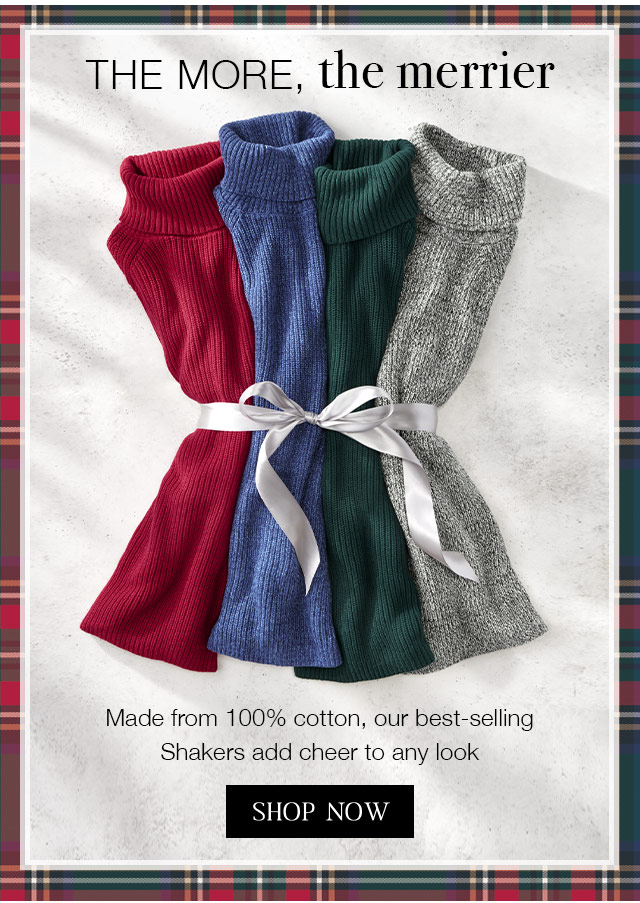 THE MORE, the merrier
Made from 100% cotton, our best-selling
Shakers add cheer to any look
SHOP NOW